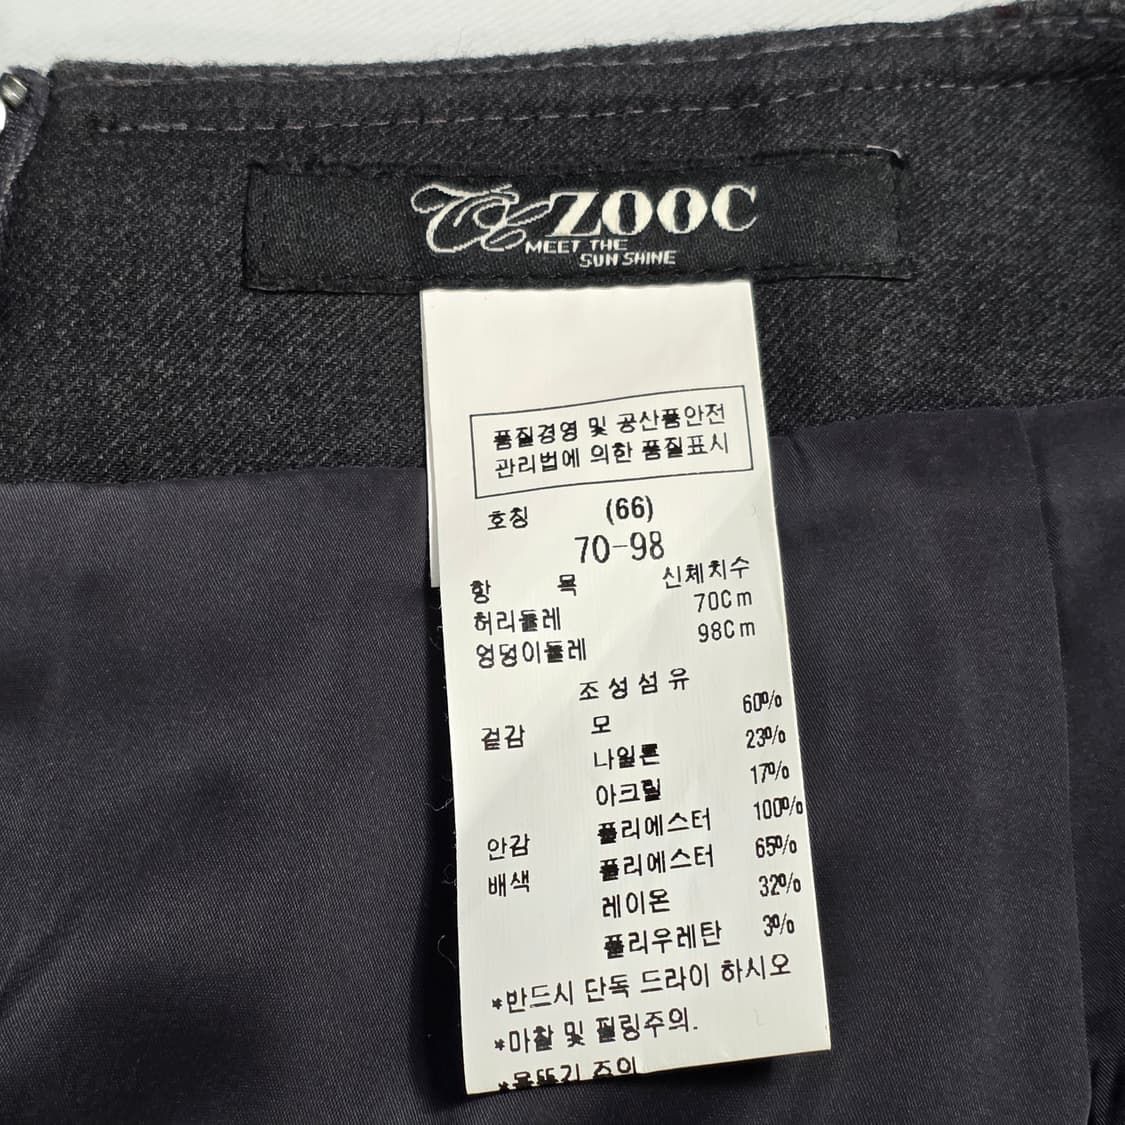 ZOOC
MEET THE
SUN SHINE
품질경영 및 공산품안전
관리법에 의한 품질표시
호칭 (66)
70-98
항 목 신체치수
허리둘레 70Cm
엉덩이둘레 98Cm
조성섬유
겉감 모 60%
나일론 23%
아크릴 17%
안감 폴리에스터 100%
배색 폴리에스터 65%
레이온 32%
폴리우레탄 3%
*반드시 단독 드라이 하시오
*마찰 및 필링주의.
*올뜯기 주의